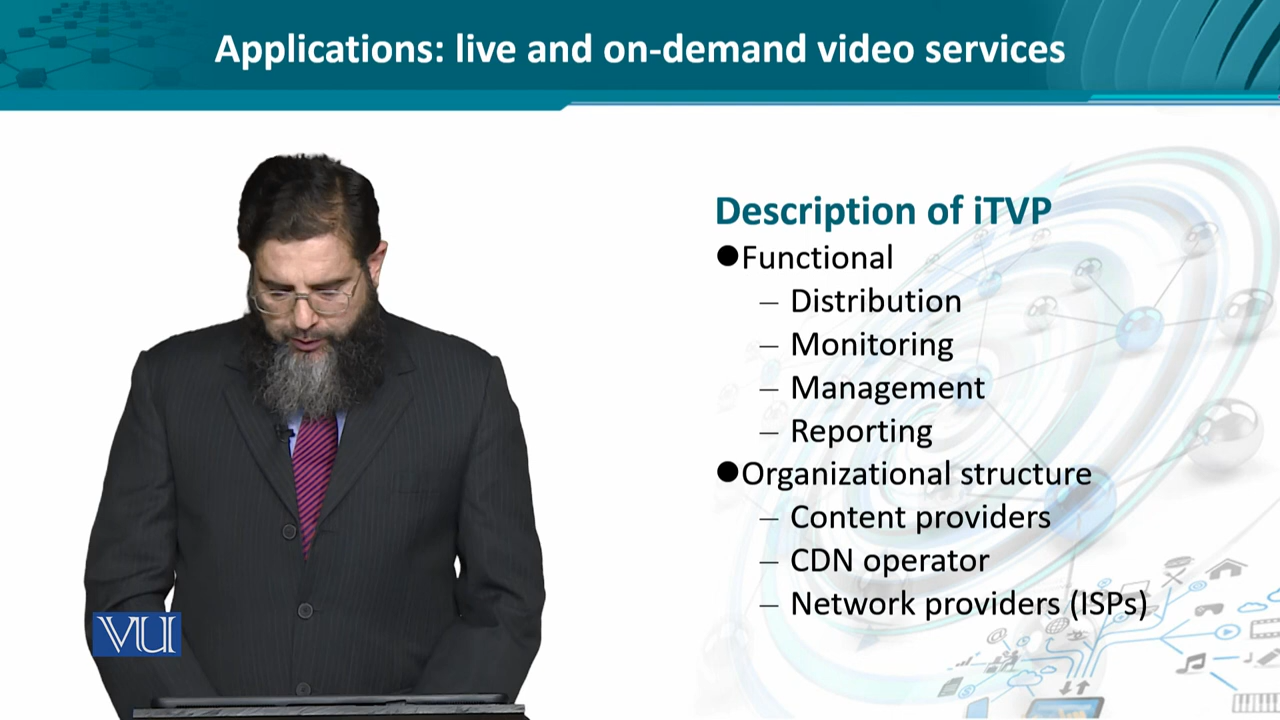 Applications: live and on-demand video services
Description of iTVP
●Functional
– Distribution
– Monitoring
– Management
– Reporting
●Organizational structure
– Content providers
– CDN operator
– Network providers (ISPs)
VU